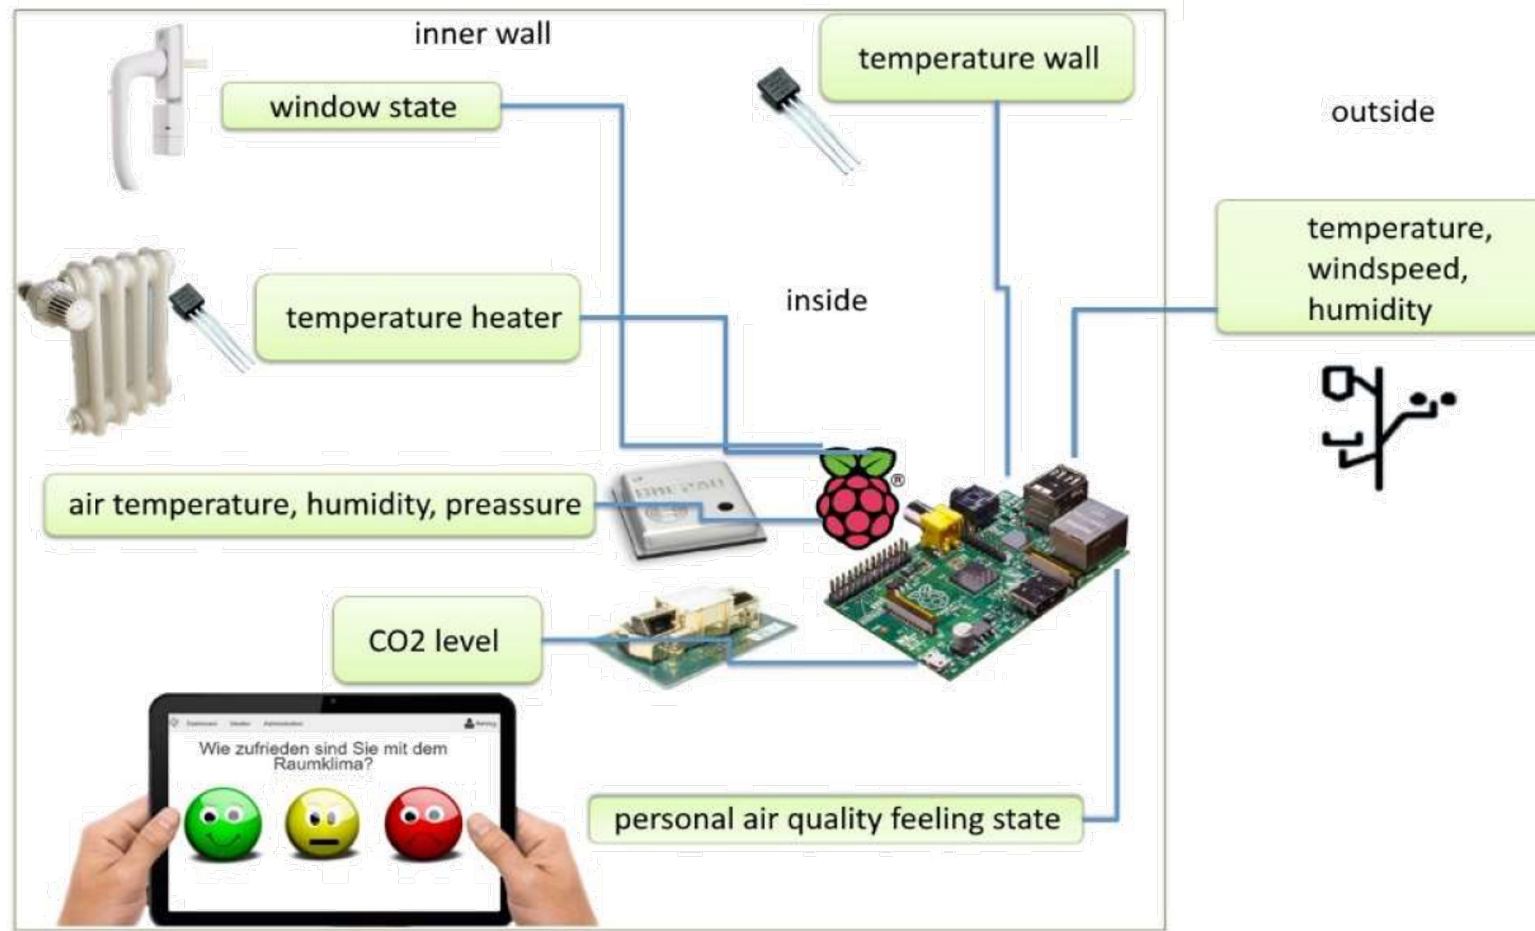 inner wall
temperature wall
window state
outside
temperature,
windspeed,
humidity
inside
temperature heater
air temperature, humidity, preassure
®
CO2 level
Wie zufrieden sind Sie mit dem
Raumklima?
personal air quality feeling state